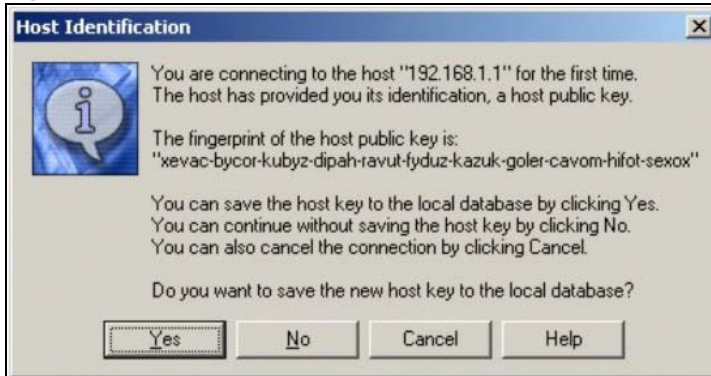 Host Identification
You are connecting to the host "192.168.1.1" for the first time.
The host has provided you its identification, a host public key.
The fingerprint of the host public key is:
"xevac-bycor-kubyz-dipah-ravut-fyduz-kazuk-goler-cavom-hifot-sexox"
You can save the host key to the local database by clicking Yes.
You can continue without saving the host key by clicking No.
You can also cancel the connection by clicking Cancel.
Do you want to save the new host key to the local database?
Yes No Cancel Help